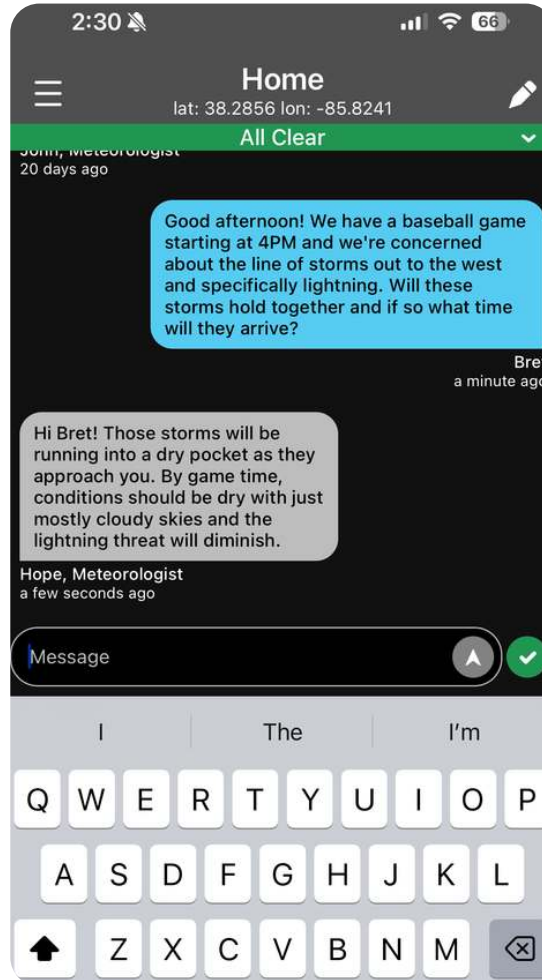 2:30
66
Home
lat: 38.2856 lon: -85.8241
All Clear
John, Meteorologist
20 days ago
Good afternoon! We have a baseball game
starting at 4PM and we're concerned
about the line of storms out to the west
and specifically lightning. Will these
storms hold together and if so what time
will they arrive?
Bret
a minute ago
Hi Bret! Those storms will be
running into a dry pocket as they
approach you. By game time,
conditions should be dry with just
mostly cloudy skies and the
lightning threat will diminish.
Hope, Meteorologist
a few seconds ago
Message
I The I'm
Q W E R T Y U I O P
A S D F G H J K L
Z X C V B N M